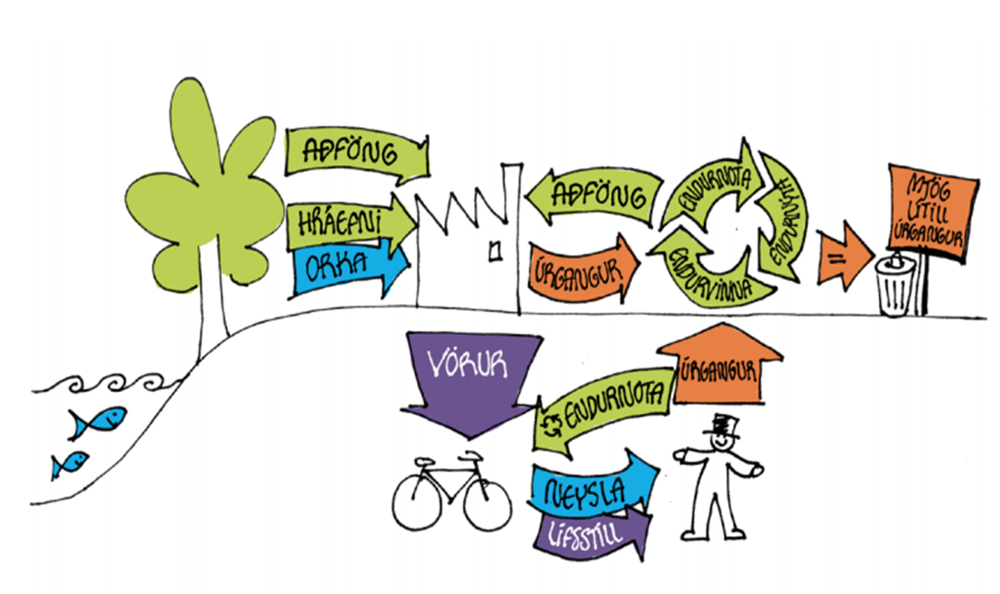 AÐFÖNG
HRÁEFNI
ORKA
AÐFÖNG
ÚRGANGUR
ENDURNOTA
ENDURNÝTA
ENDURVINNA
=
MJÖG
LÍTILL
ÚRGANGUR
VÖRUR
ENDURNOTA
ÚRGANGUR
NEYSLA
LÍFSSTÍLL